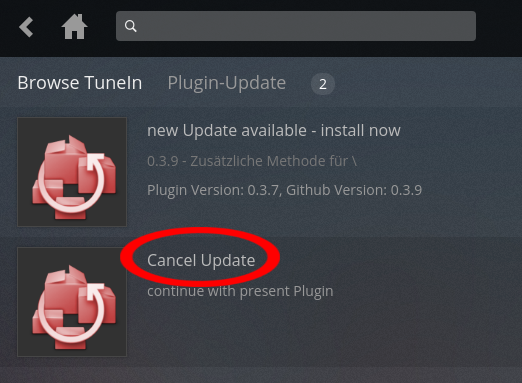 Browse TuneIn Plugin-Update 2
new Update available - install now
0.3.9 - Zusätzliche Methode für \
Plugin Version: 0.3.7, Github Version: 0.3.9
Cancel Update
continue with present Plugin